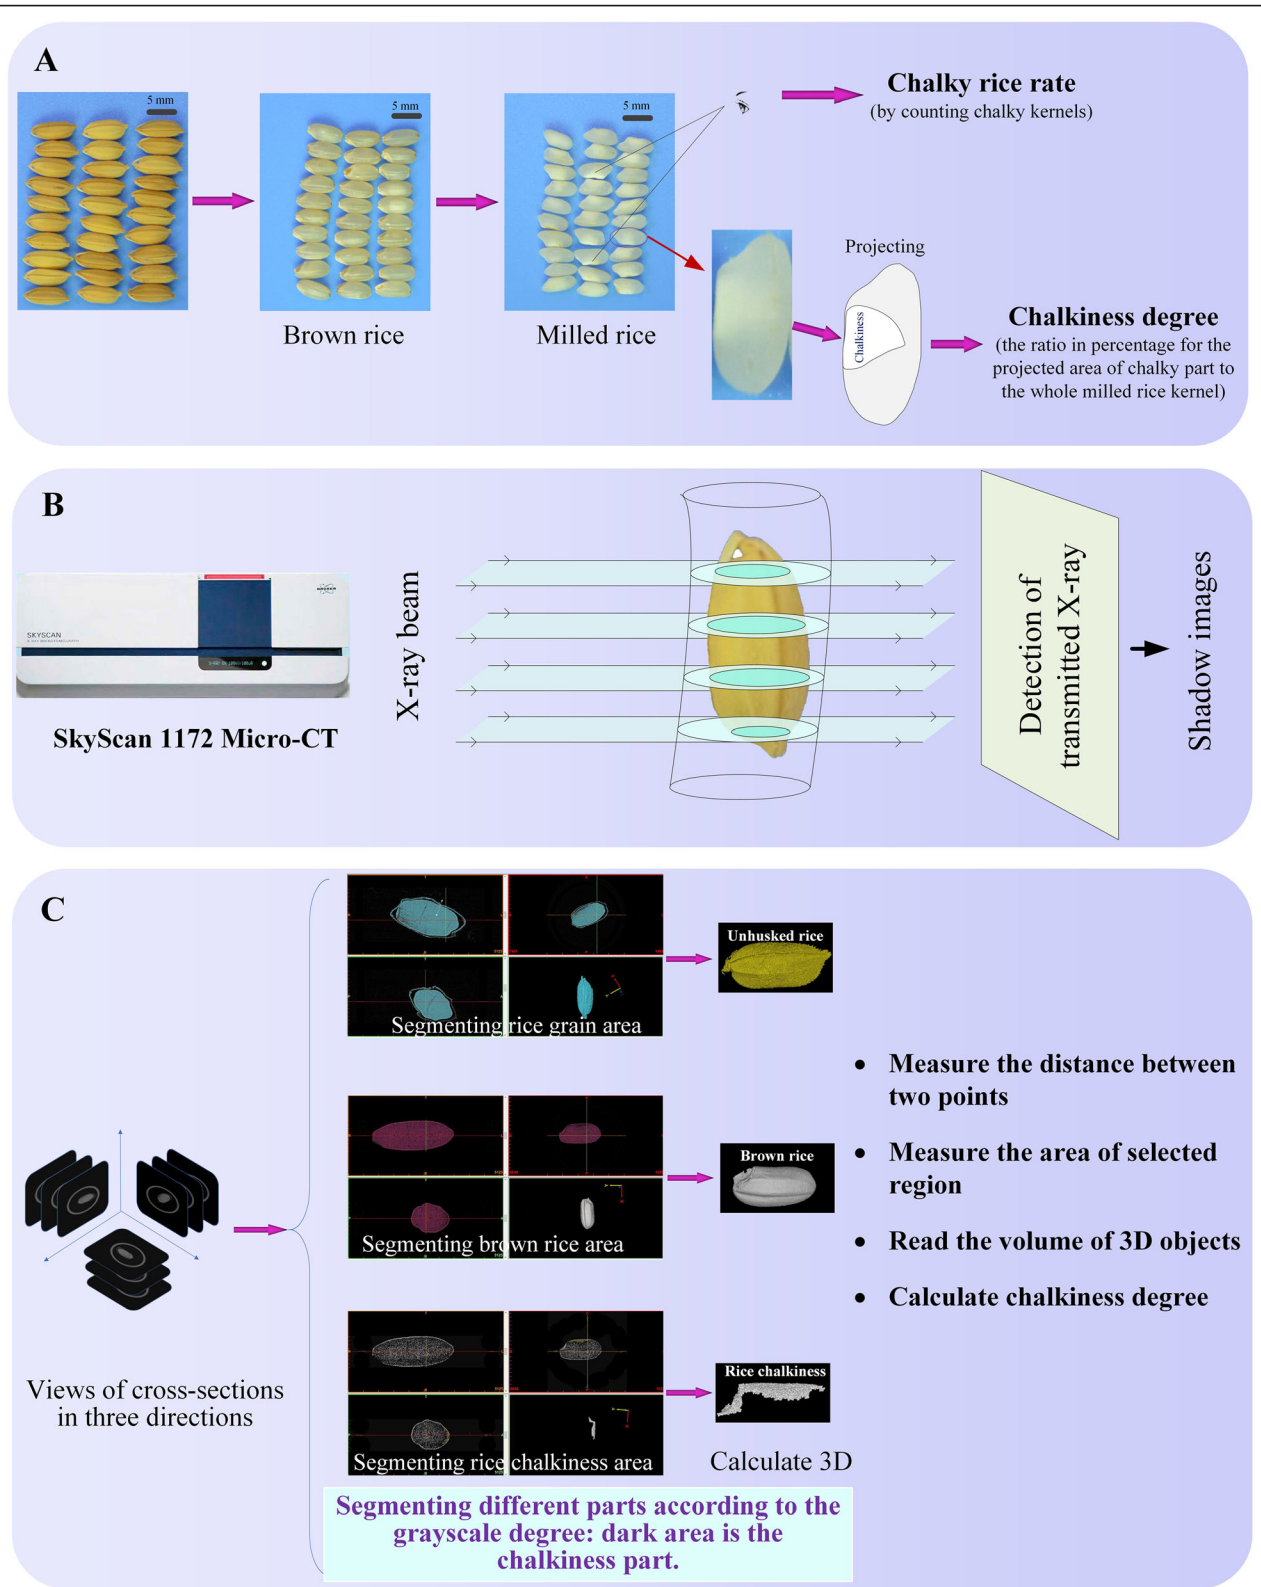 A
5 mm
5 mm
5 mm
Brown rice
Milled rice
Chalky rice rate
(by counting chalky kernels)
Projecting
Chalkiness
Chalkiness degree
(the ratio in percentage for the
projected area of chalky part to
the whole milled rice kernel)
B
SKYSCAN
BRUKER
SkyScan 1172 Micro-CT
X-ray beam
Detection of
transmitted X-ray
Shadow images
C
Views of cross-sections
in three directions
Segmenting rice grain area
Unhusked rice
Segmenting brown rice area
Brown rice
Segmenting rice chalkiness area
Rice chalkiness
Calculate 3D
• Measure the distance between
two points
• Measure the area of selected
region
• Read the volume of 3D objects
• Calculate chalkiness degree
Segmenting different parts according to the
grayscale degree: dark area is the
chalkiness part.